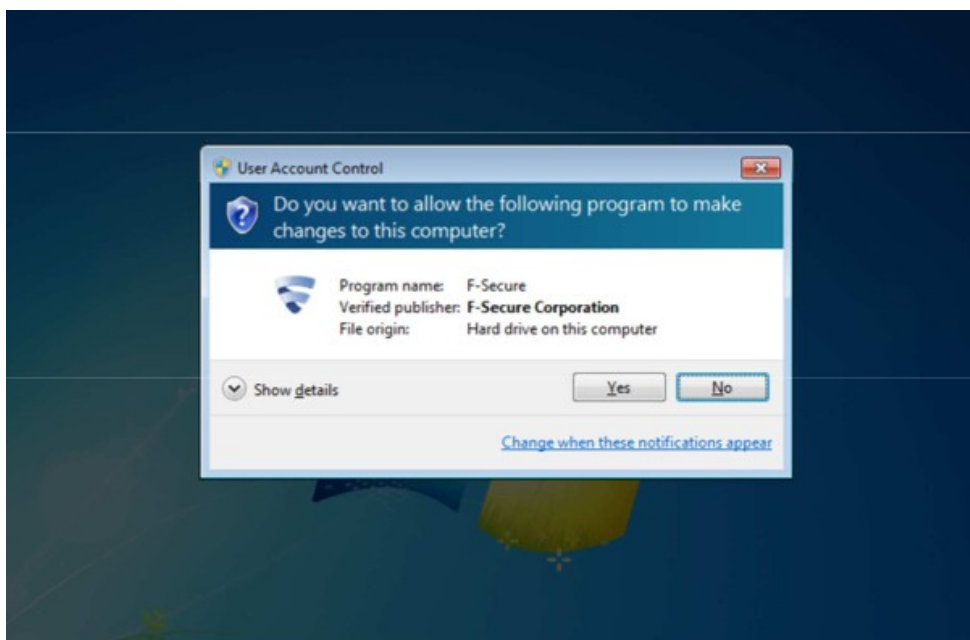 User Account Control
Do you want to allow the following program to make
changes to this computer?
Program name: F-Secure
Verified publisher: F-Secure Corporation
File origin: Hard drive on this computer
Show details
Yes
No
Change when these notifications appear